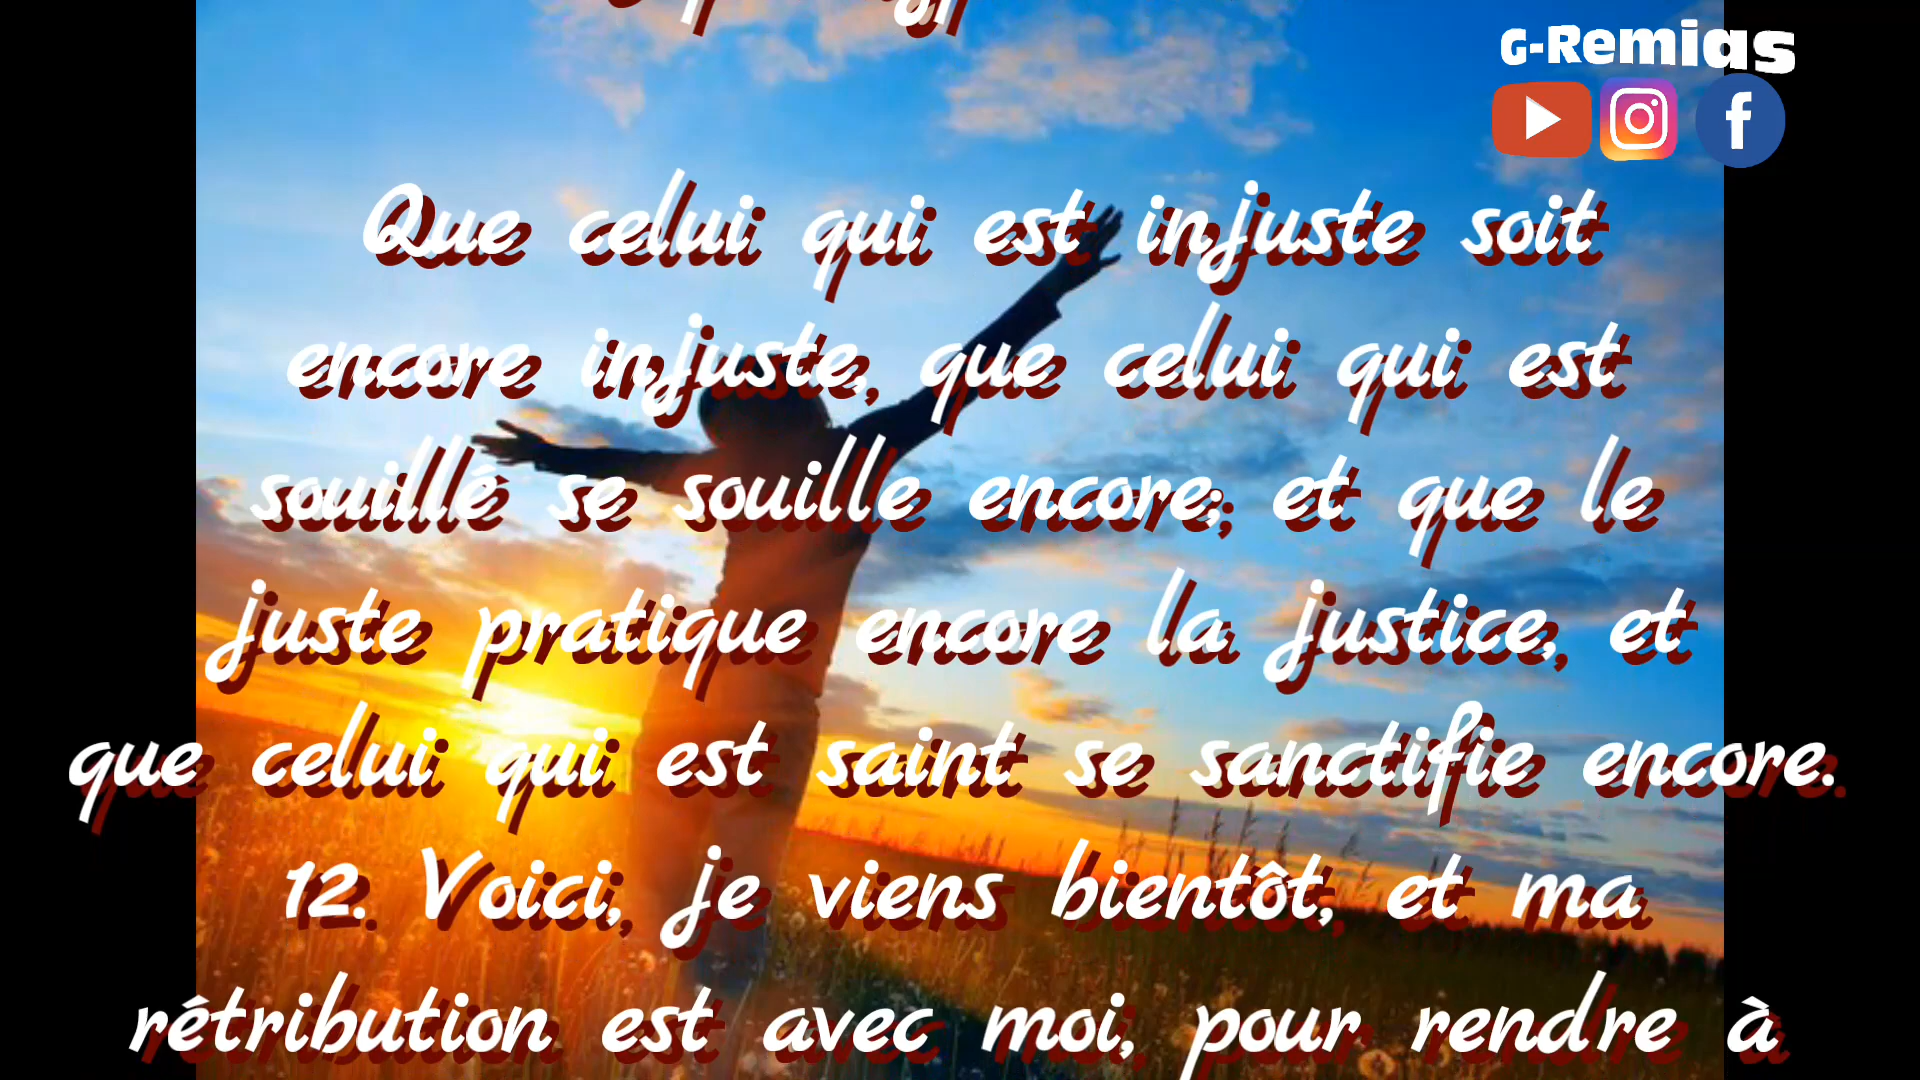 G-Remias
Que celui qui est injuste soit
encore injuste, que celui qui est
souillé se souille encore; et que le
juste pratique encore la justice, et
que celui qui est saint se sanctifie encore.
12. Voici, je viens bientôt, et ma
rétribution est avec moi, pour rendre à